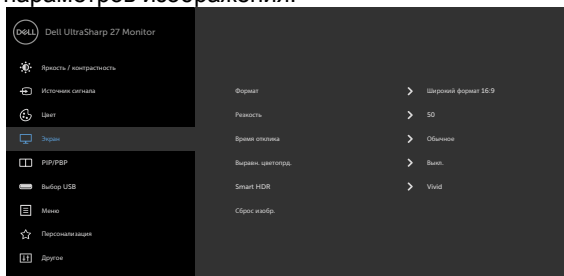 параметров изображения.
DELL Dell UltraSharp 27 Monitor
Яркость / контрастность
Источник сигнала
Формат Широкий формат 16:9
Цвет
Резкость 50
Экран
Время отклика Обычное
PIP/PBP
Выравн. цветопрд. Выкл.
Выбор USB
Smart HDR Vivid
Меню
Сброс изобр.
Персонализация
Другое